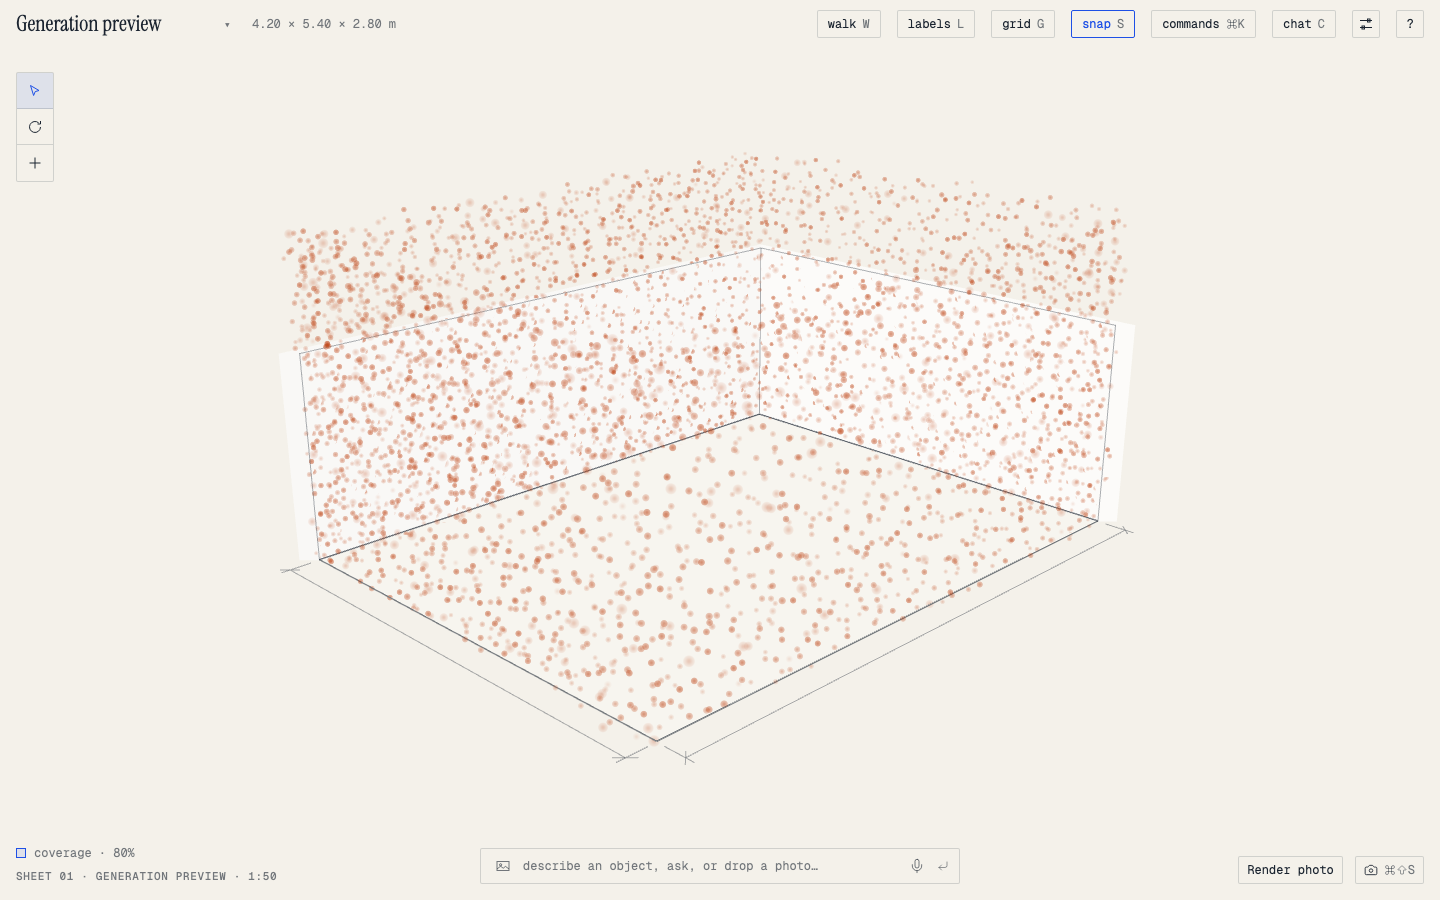 Generation preview ▾ 4.20 × 5.40 × 2.80 m walk W labels L grid G snap S commands ⌘K chat C ?
coverage · 80%
SHEET 01 · GENERATION PREVIEW · 1:50
describe an object, ask, or drop a photo…
Render photo ⌘⇧S